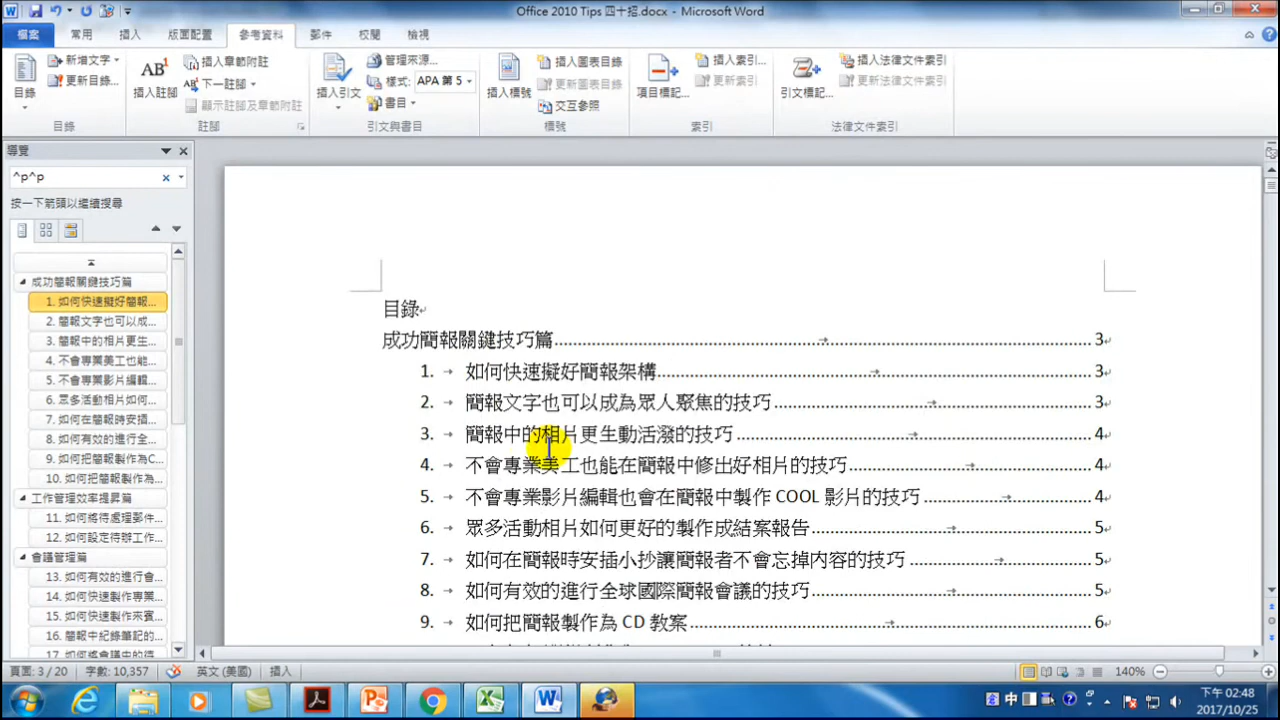 Office 2010 Tips 四十招.docx - Microsoft Word
檔案 常用 插入 版面配置 參考資料 郵件 校閱 檢視
目錄 新增文字 更新目錄... 目錄
AB¹ 插入註腳 插入章節附註 下一註腳 顯示註腳及章節附註 註腳
插入引文 管理來源... 樣式: APA 第 5 書目 引文與書目
插入標號 插入圖表目錄 更新圖表目錄 交互參照 標號
項目標記... 插入索引... 更新索引 索引
引文標記... 插入法律文件索引 更新索引 法律文件索引
導覽
^p^p
按一下箭頭以繼續搜尋
成功簡報關鍵技巧篇
1. 如何快速擬好簡報...
2. 簡報文字也可以成...
3. 簡報中的相片更生...
4. 不會專業美工也能...
5. 不會專業影片編輯...
6. 眾多活動相片如何...
7. 如何在簡報時安插...
8. 如何有效的進行全...
9. 如何把簡報製作為C...
10. 如何把簡報製作為...
工作管理效率提昇篇
11. 如何將待處理郵件...
12. 如何設定待辦工作...
會議管理篇
13. 如何有效的進行會...
14. 如何快速製作專業...
15. 如何快速製作來賓...
16. 簡報中紀錄筆記的...
17. 如何將會議中的待...
目錄
成功簡報關鍵技巧篇 3
1. 如何快速擬好簡報架構 3
2. 簡報文字也可以成為眾人聚焦的技巧 3
3. 簡報中的相片更生動活潑的技巧 4
4. 不會專業美工也能在簡報中修出好相片的技巧 4
5. 不會專業影片編輯也會在簡報中製作 COOL 影片的技巧 4
6. 眾多活動相片如何更好的製作成結案報告 5
7. 如何在簡報時安插小抄讓簡報者不會忘掉內容的技巧 5
8. 如何有效的進行全球國際簡報會議的技巧 5
9. 如何把簡報製作為 CD 教案 6
頁面: 3 / 20 字數: 10,357 英文 (美國) 插入 140%
中 下午 02:48
2017/10/25